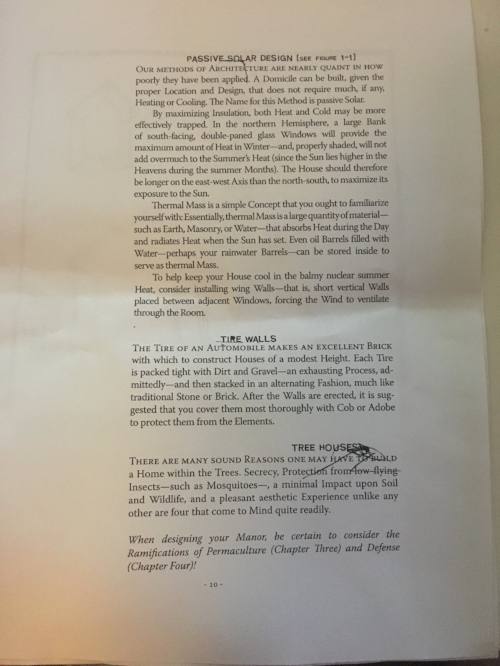 PASSIVE SOLAR DESIGN [SEE FIGURE 1-1]
OUR METHODS OF ARCHITECTURE ARE NEARLY QUAINT IN HOW
poorly they have been applied. A Domicile can be built, given the
proper Location and Design, that does not require much, if any,
Heating or Cooling. The Name for this Method is passive Solar.
By maximizing Insulation, both Heat and Cold may be more
effectively trapped. In the northern Hemisphere, a large Bank
of south-facing, double-paned glass Windows will provide the
maximum amount of Heat in Winter—and, properly shaded, will not
add overmuch to the Summer's Heat (since the Sun lies higher in the
Heavens during the summer Months). The House should therefore
be longer on the east-west Axis than the north-south, to maximize its
exposure to the Sun.
Thermal Mass is a simple Concept that you ought to familiarize
yourself with: Essentially, thermal Mass is a large quantity of material—
such as Earth, Masonry, or Water—that absorbs Heat during the Day
and radiates Heat when the Sun has set. Even oil Barrels filled with
Water—perhaps your rainwater Barrels—can be stored inside to
serve as thermal Mass.
To help keep your House cool in the balmy nuclear summer
Heat, consider installing wing Walls—that is, short vertical Walls
placed between adjacent Windows, forcing the Wind to ventilate
through the Room.
TIRE WALLS
THE TIRE OF AN AUTOMOBILE MAKES AN EXCELLENT BRICK
with which to construct Houses of a modest Height. Each Tire
is packed tight with Dirt and Gravel—an exhausting Process, ad-
mittedly—and then stacked in an alternating Fashion, much like
traditional Stone or Brick. After the Walls are erected, it is sug-
gested that you cover them most thoroughly with Cob or Adobe
to protect them from the Elements.
TREE HOUSES
THERE ARE MANY SOUND REASONS ONE MAY HAVE TO BUILD
a Home within the Trees. Secrecy, Protection from low-flying
Insects—such as Mosquitoes—, a minimal Impact upon Soil
and Wildlife, and a pleasant aesthetic Experience unlike any
other are four that come to Mind quite readily.
When designing your Manor, be certain to consider the
Ramifications of Permaculture (Chapter Three) and Defense
(Chapter Four)!
- 10 -